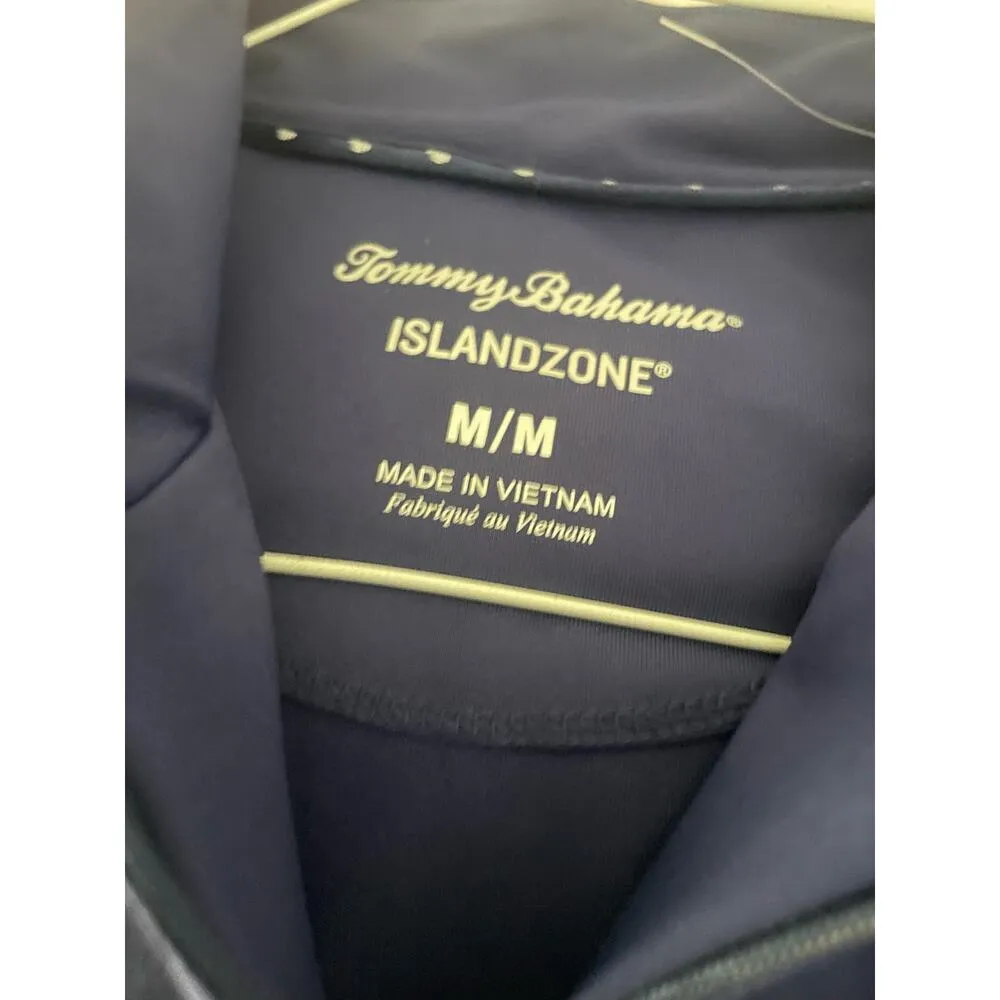 Tommy Bahama®
ISLANDZONE®
M/M
MADE IN VIETNAM
Fabriqué au Vietnam